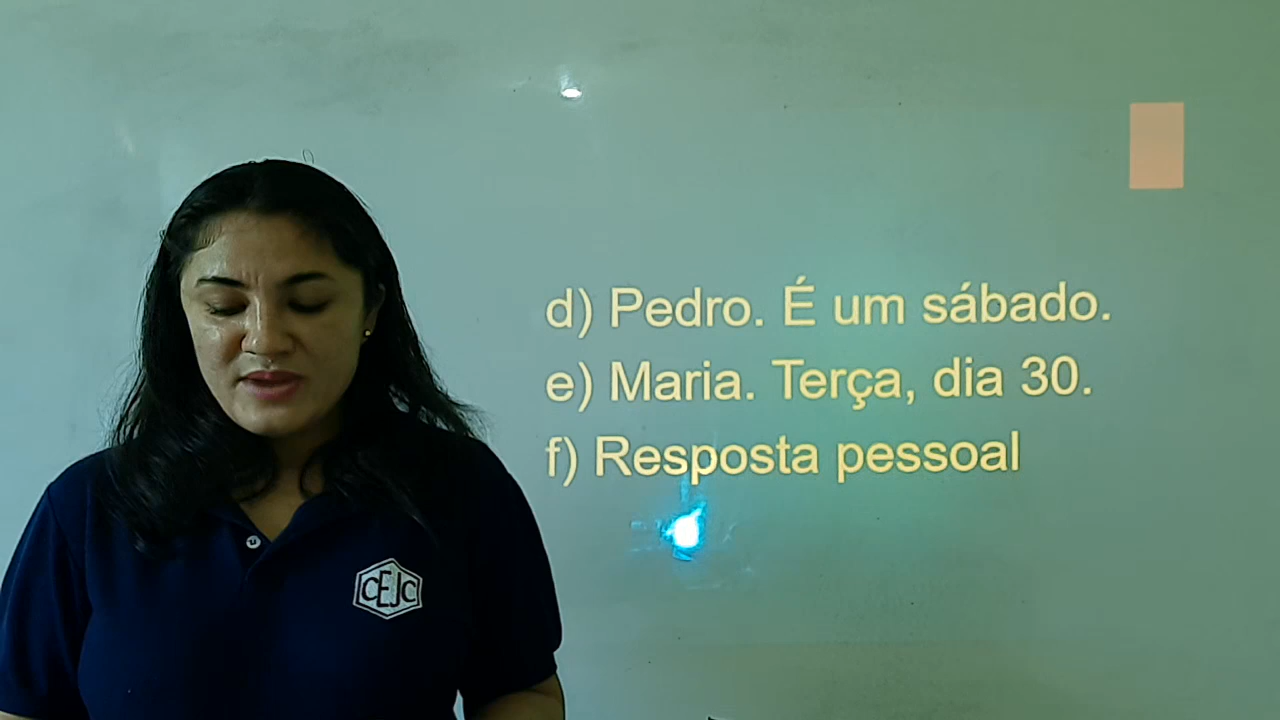 d) Pedro. É um sábado.
e) Maria. Terça, dia 30.
f) Resposta pessoal
CEJC